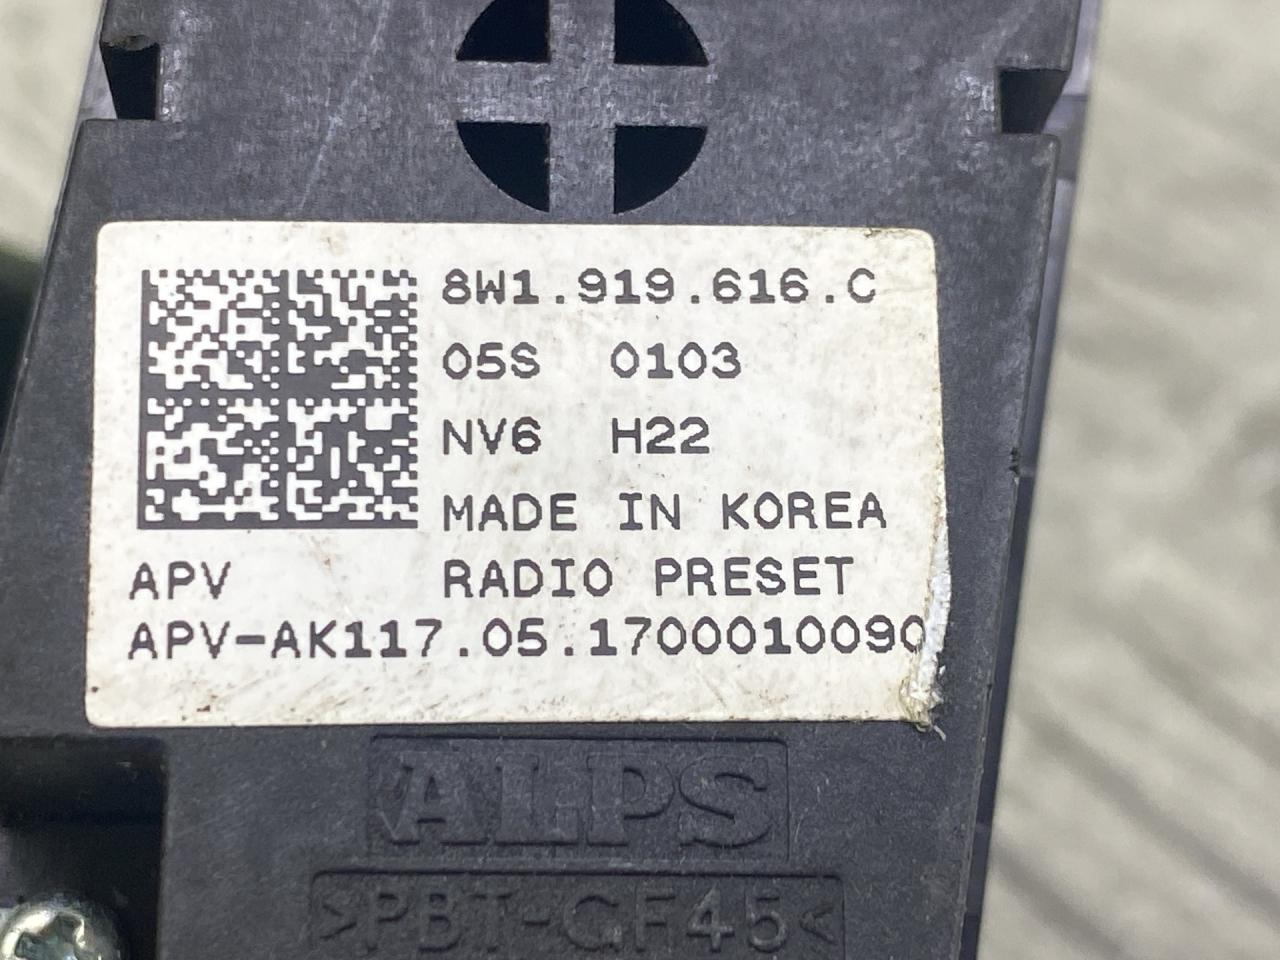 8W1.919.616.C
05S 0103
NV6 H22
MADE IN KOREA
APV RADIO PRESET
APV-AK117.05.1700010090
ALPS
>PBT-GF45<